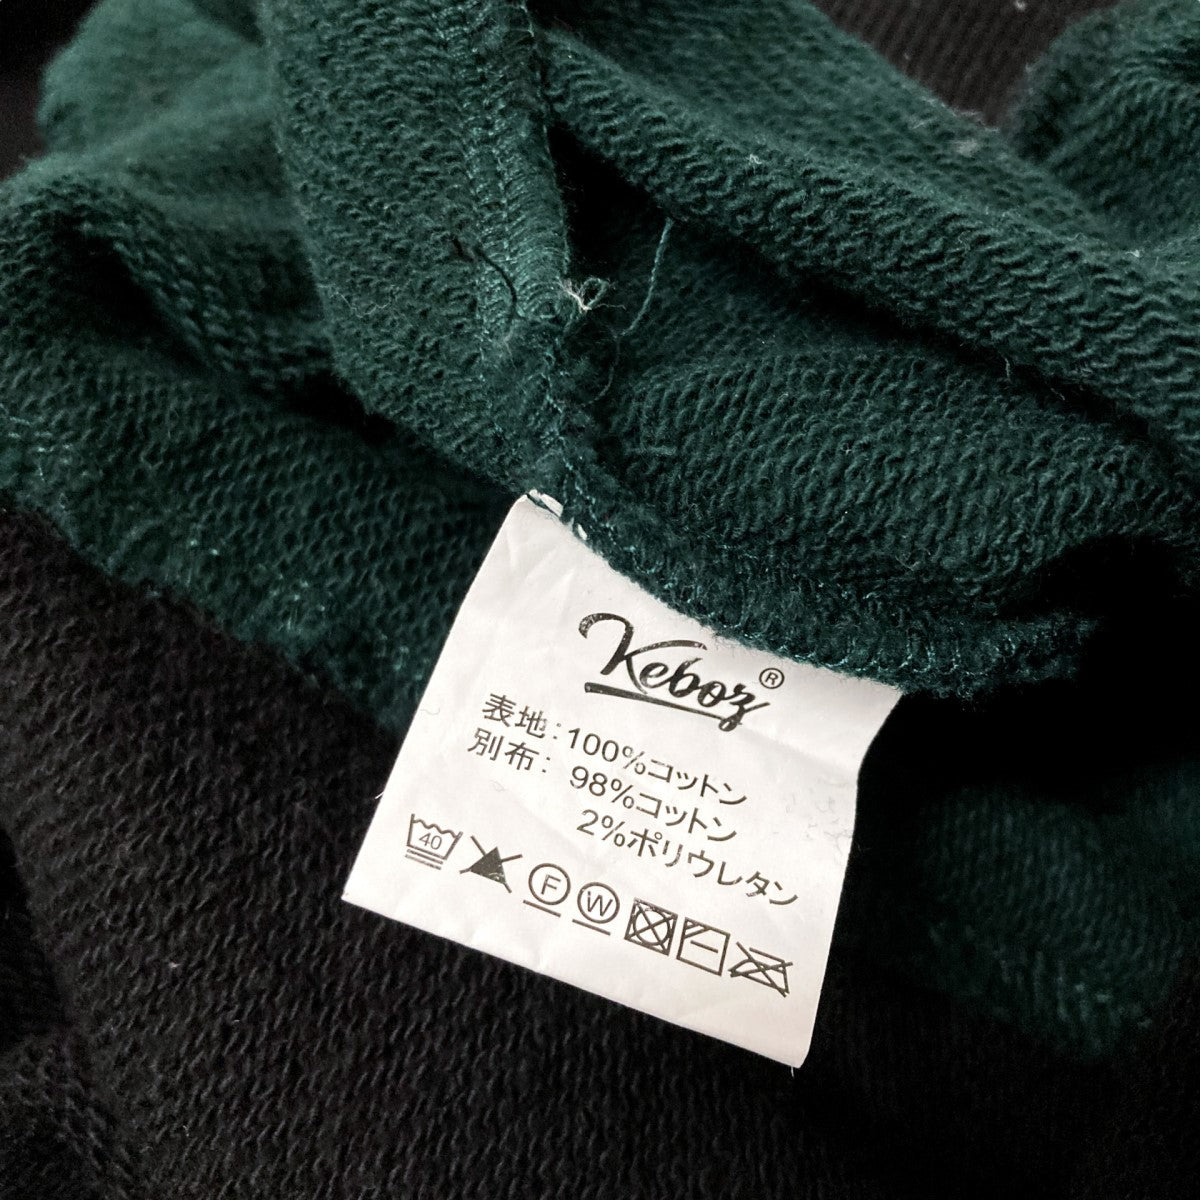 Keboz®
表地：100%コットン
別布：98%コットン
2%ポリウレタン
40 F W